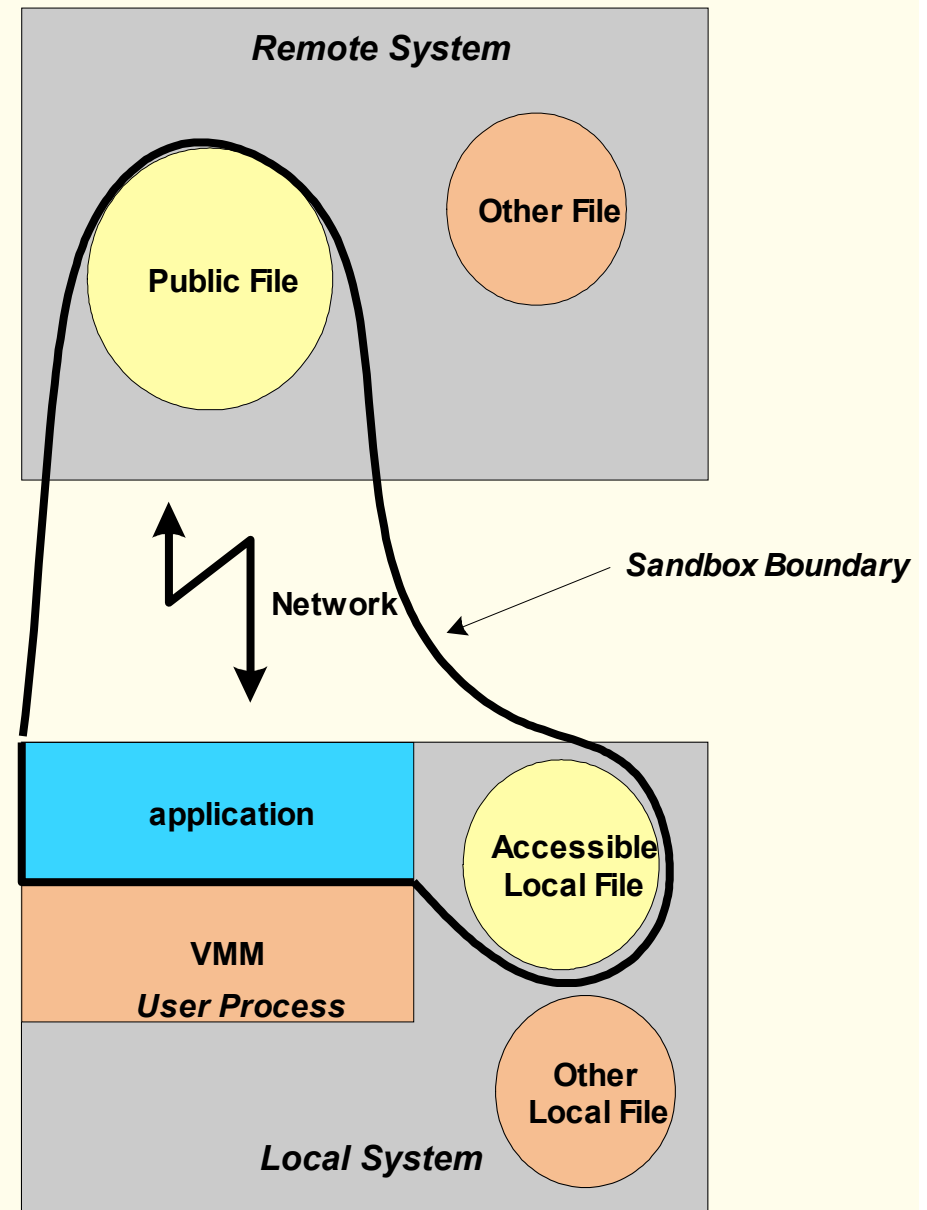 Remote System
Other File
Public File
Sandbox Boundary
Network
application
Accessible
Local File
VMM
User Process
Other
Local File
Local System